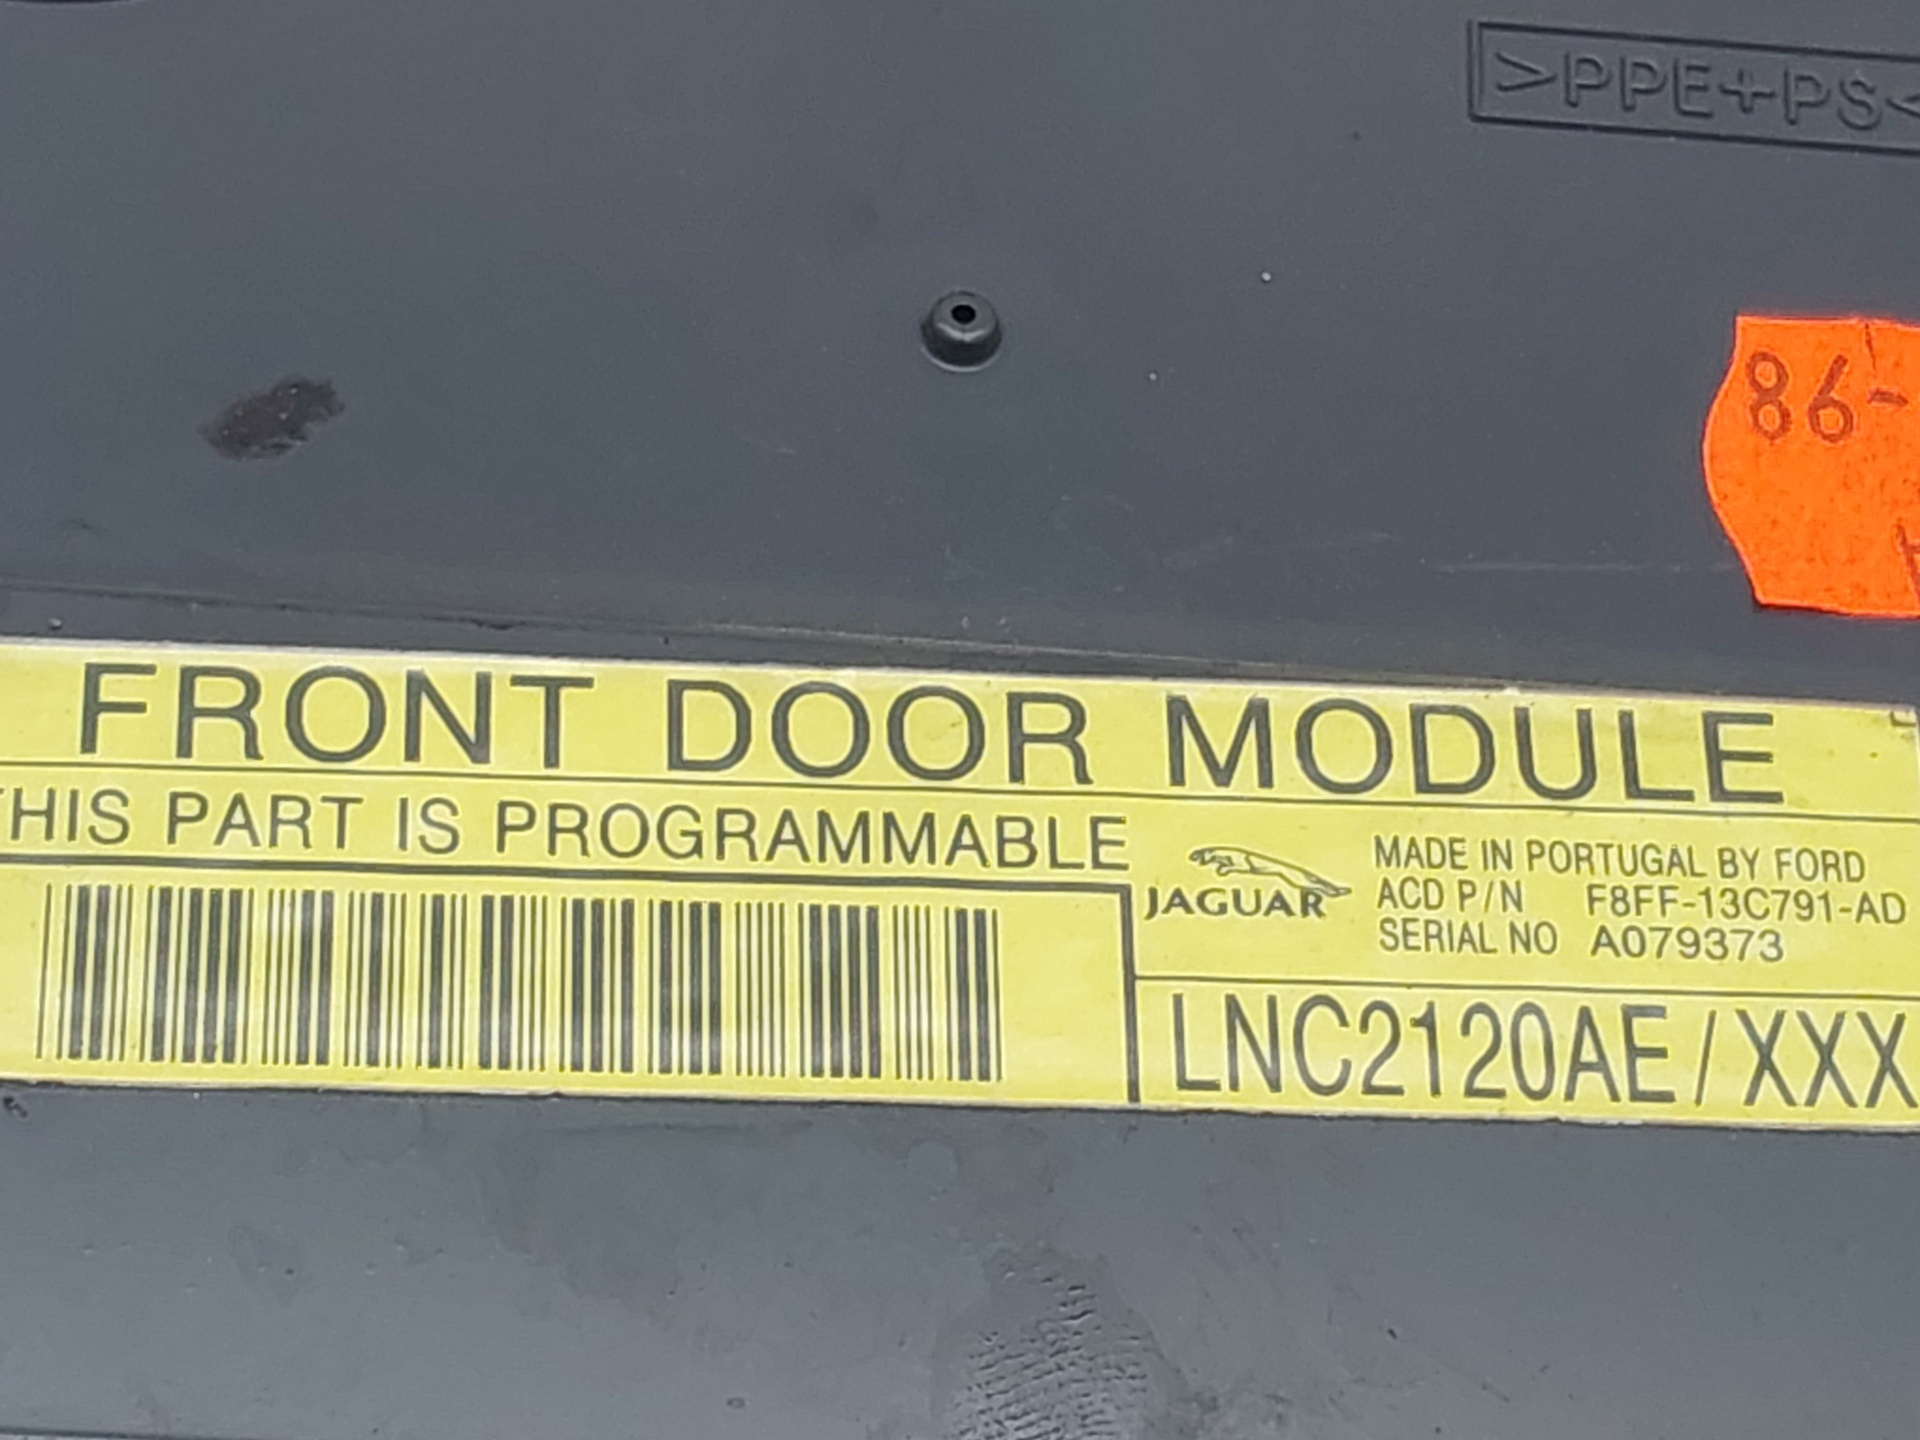 >PPE+PS<
86-
FRONT DOOR MODULE
THIS PART IS PROGRAMMABLE
JAGUAR
MADE IN PORTUGAL BY FORD
ACD P/N F8FF-13C791-AD
SERIAL NO A079373
LNC2120AE/XXX